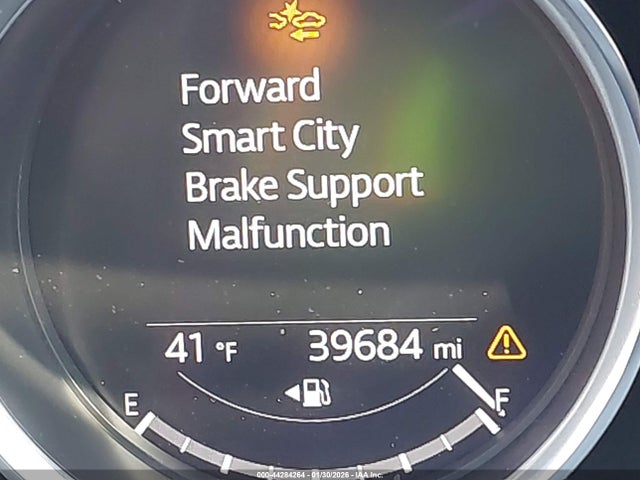 Forward
Smart City
Brake Support
Malfunction
41 °F 39684 mi
E F
000-44284264 - 01/30/2026 - IAA, Inc.